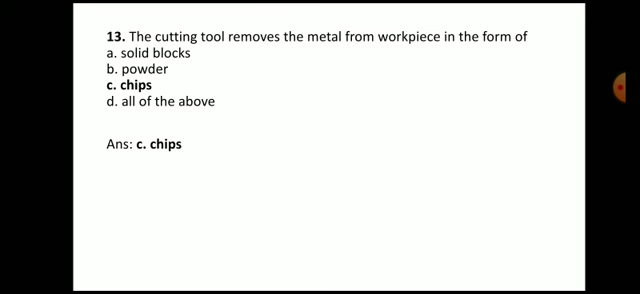 13. The cutting tool removes the metal from workpiece in the form of
a. solid blocks
b. powder
c. chips
d. all of the above
Ans: c. chips